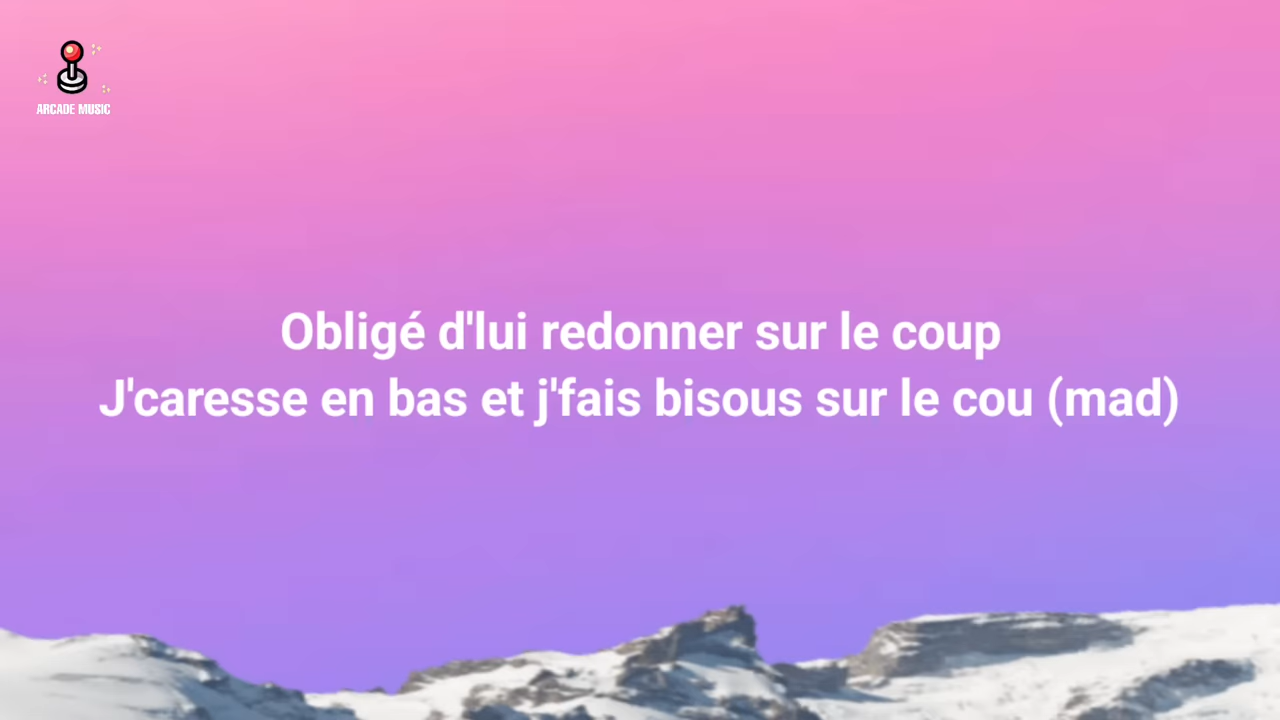 ARCADE MUSIC
Obligé d'lui redonner sur le coup
J'caresse en bas et j'fais bisous sur le cou (mad)